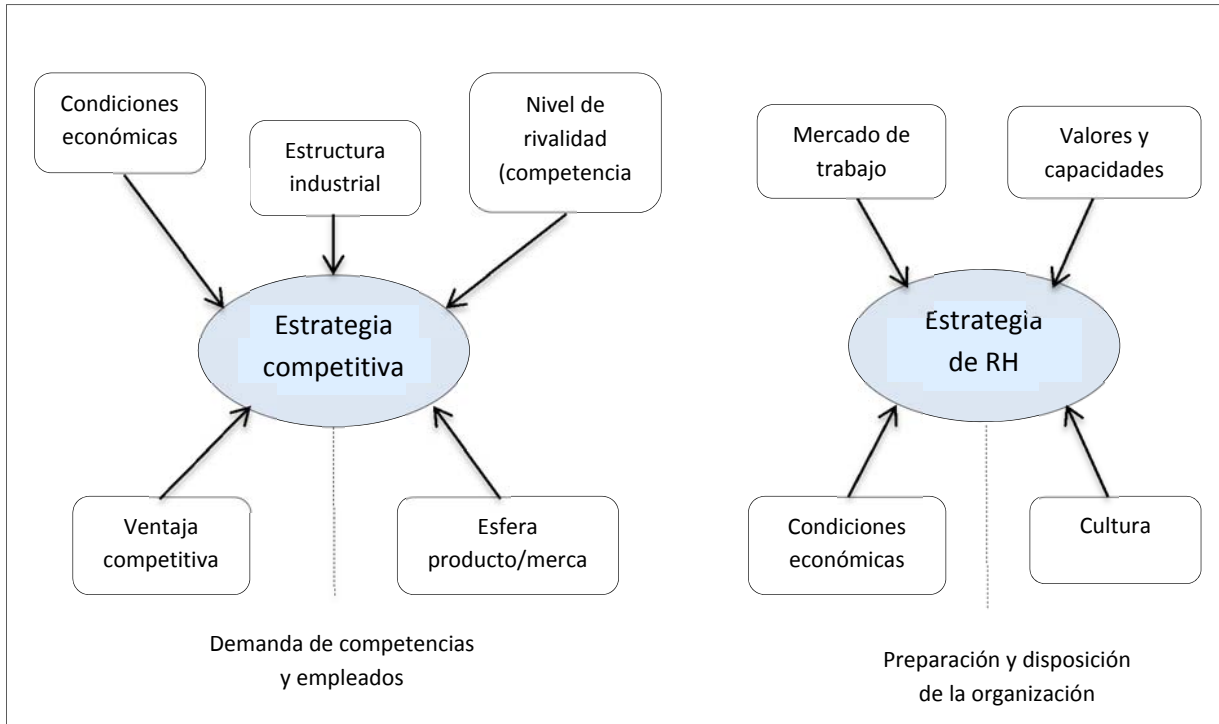 Condiciones
económicas
Estructura
industrial
Nivel de
rivalidad
(competencia
Mercado de
trabajo
Valores y
capacidades
Estrategia
competitiva
Estrategia
de RH
Ventaja
competitiva
Esfera
producto/merca
Condiciones
económicas
Cultura
Demanda de competencias
y empleados
Preparación y disposición
de la organización